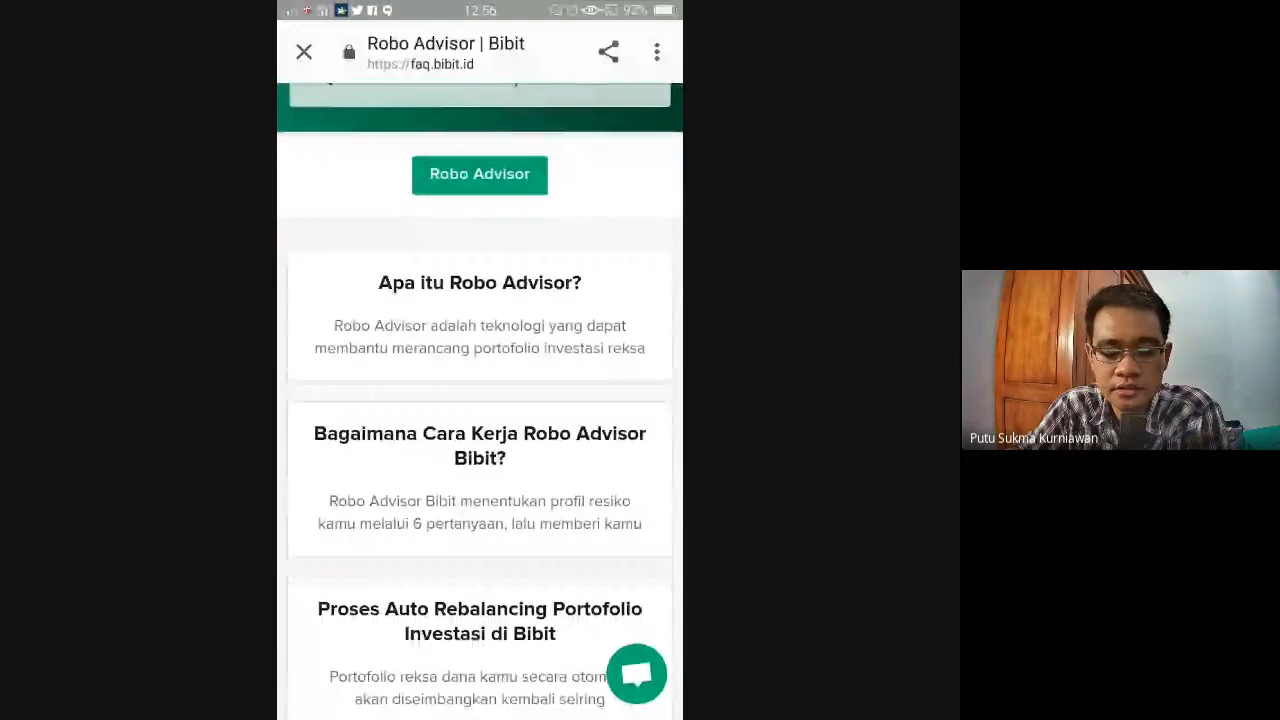 12:56
92%
Robo Advisor | Bibit
https://faq.bibit.id
Robo Advisor
Apa itu Robo Advisor?
Robo Advisor adalah teknologi yang dapat
membantu merancang portofolio investasi reksa
Bagaimana Cara Kerja Robo Advisor
Bibit?
Robo Advisor Bibit menentukan profil resiko
kamu melalui 6 pertanyaan, lalu memberi kamu
Proses Auto Rebalancing Portofolio
Investasi di Bibit
Portofolio reksa dana kamu secara
akan diseimbangkan kembali seiring
Putu Sukma Kurniawan